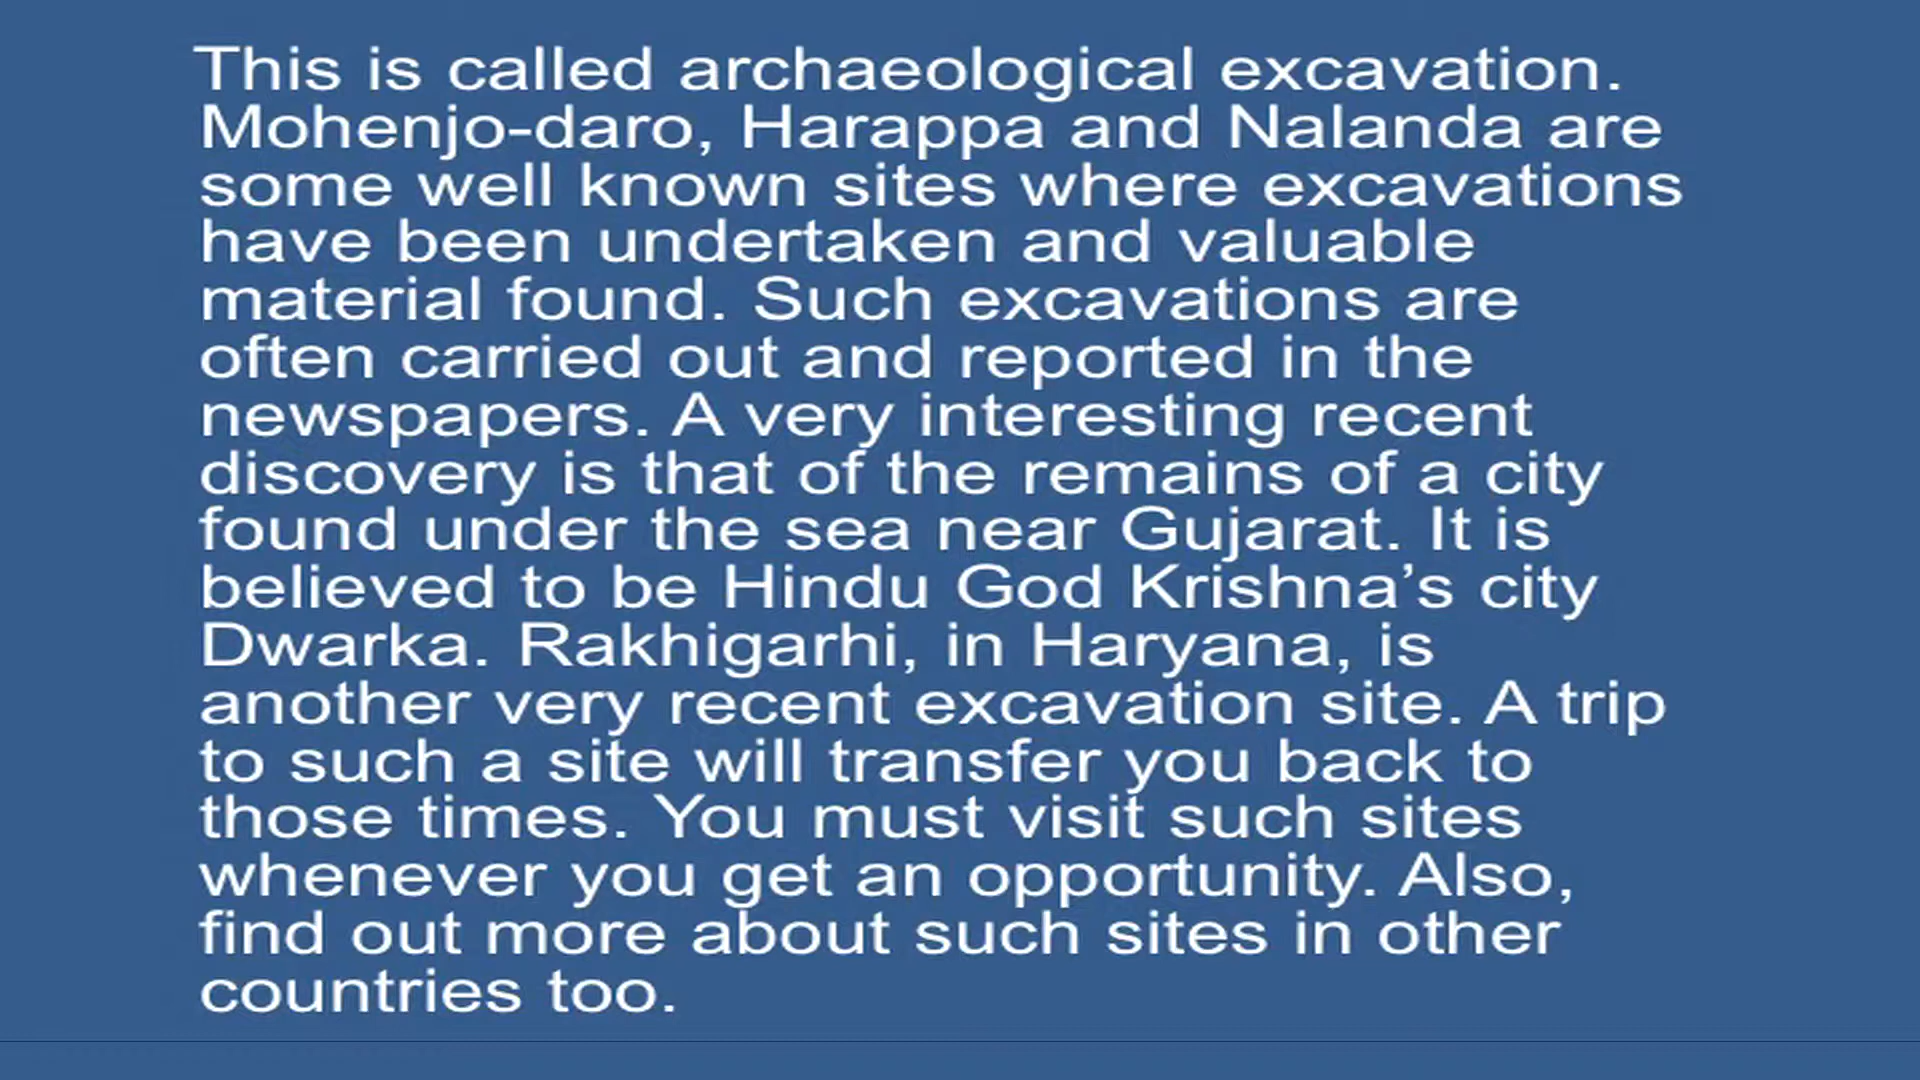 This is called archaeological excavation.
Mohenjo-daro, Harappa and Nalanda are
some well known sites where excavations
have been undertaken and valuable
material found. Such excavations are
often carried out and reported in the
newspapers. A very interesting recent
discovery is that of the remains of a city
found under the sea near Gujarat. It is
believed to be Hindu God Krishna’s city
Dwarka. Rakhigarhi, in Haryana, is
another very recent excavation site. A trip
to such a site will transfer you back to
those times. You must visit such sites
whenever you get an opportunity. Also,
find out more about such sites in other
countries too.